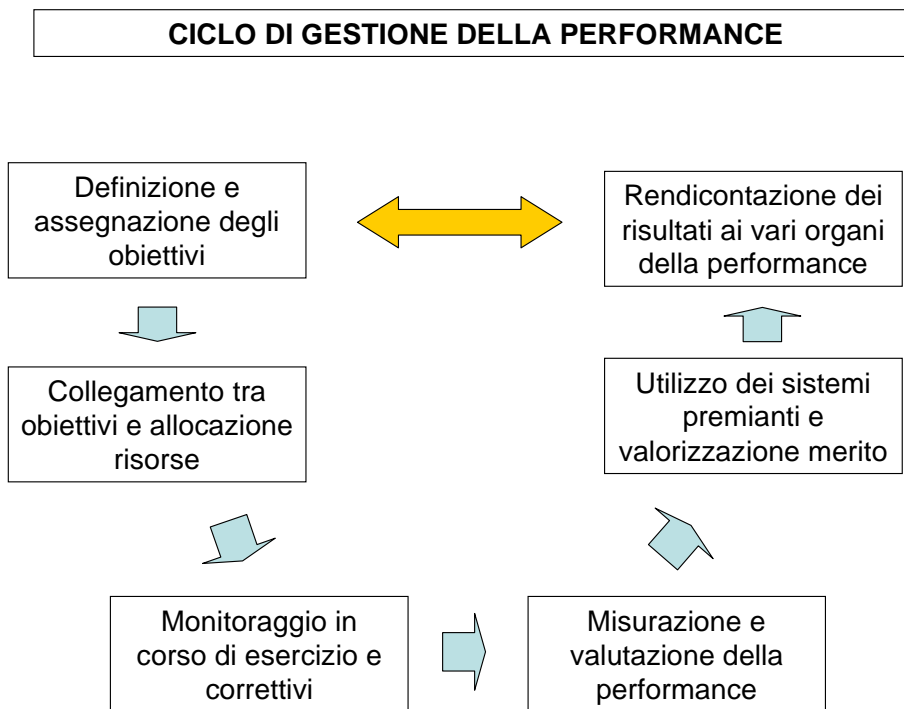 CICLO DI GESTIONE DELLA PERFORMANCE
Definizione e
assegnazione degli
obiettivi
Rendicontazione dei
risultati ai vari organi
della performance
Collegamento tra
obiettivi e allocazione
risorse
Utilizzo dei sistemi
premianti e
valorizzazione merito
Monitoraggio in
corso di esercizio e
correttivi
Misurazione e
valutazione della
performance